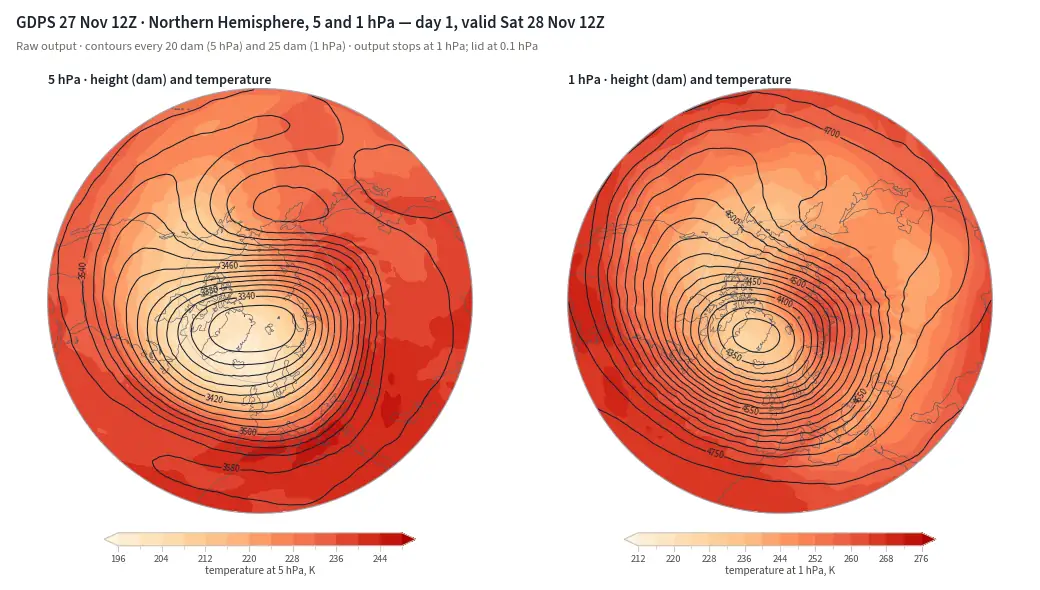 GDPS 27 Nov 12Z · Northern Hemisphere, 5 and 1 hPa — day 1, valid Sat 28 Nov 12Z
Raw output · contours every 20 dam (5 hPa) and 25 dam (1 hPa) · output stops at 1 hPa; lid at 0.1 hPa
5 hPa · height (dam) and temperature
1 hPa · height (dam) and temperature
3640
3460
3340
3420
3500
3580
4700
4600
4450
4500
4400
4350
4550
4650
4750
196 204 212 220 228 236 244
temperature at 5 hPa, K
212 220 228 236 244 252 260 268 276
temperature at 1 hPa, K